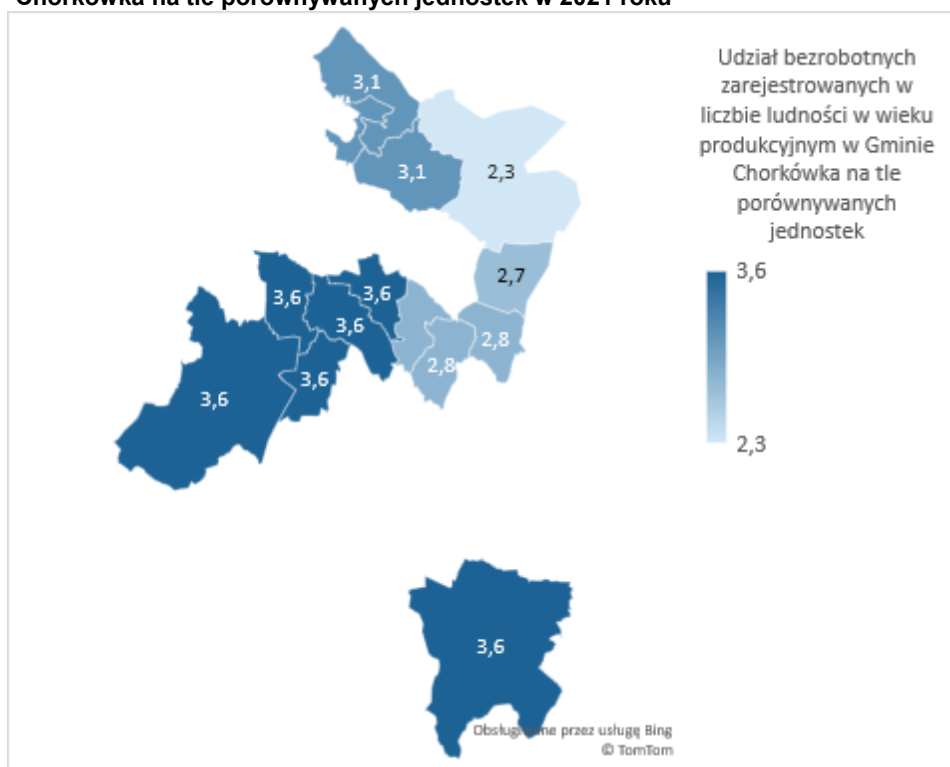 Chorkówka na tle porównywanych jednostek w 2021 roku
Udział bezrobotnych
zarejestrowanych w
liczbie ludności w wieku
produkcyjnym w Gminie
Chorkówka na tle
porównywanych
jednostek
3,6
2,3
3,1
3,1
2,3
2,7
3,6
3,6
3,6
2,8
2,8
3,6
3,6
3,6
przez usługę Bing
© TomTom